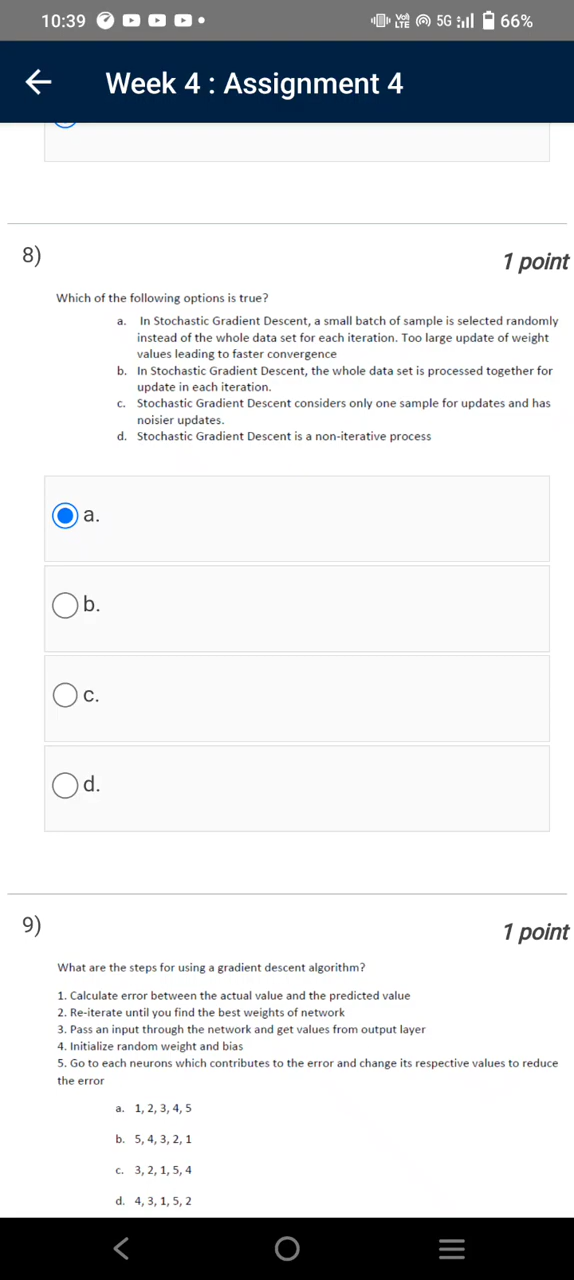 10:39
Vo)) LTE 5G 66%
Week 4 : Assignment 4
8)
1 point
Which of the following options is true?
a. In Stochastic Gradient Descent, a small batch of sample is selected randomly
instead of the whole data set for each iteration. Too large update of weight
values leading to faster convergence
b. In Stochastic Gradient Descent, the whole data set is processed together for
update in each iteration.
c. Stochastic Gradient Descent considers only one sample for updates and has
noisier updates.
d. Stochastic Gradient Descent is a non-iterative process
a.
b.
c.
d.
9)
1 point
What are the steps for using a gradient descent algorithm?
1. Calculate error between the actual value and the predicted value
2. Re-iterate until you find the best weights of network
3. Pass an input through the network and get values from output layer
4. Initialize random weight and bias
5. Go to each neurons which contributes to the error and change its respective values to reduce
the error
a. 1, 2, 3, 4, 5
b. 5, 4, 3, 2, 1
c. 3, 2, 1, 5, 4
d. 4, 3, 1, 5, 2